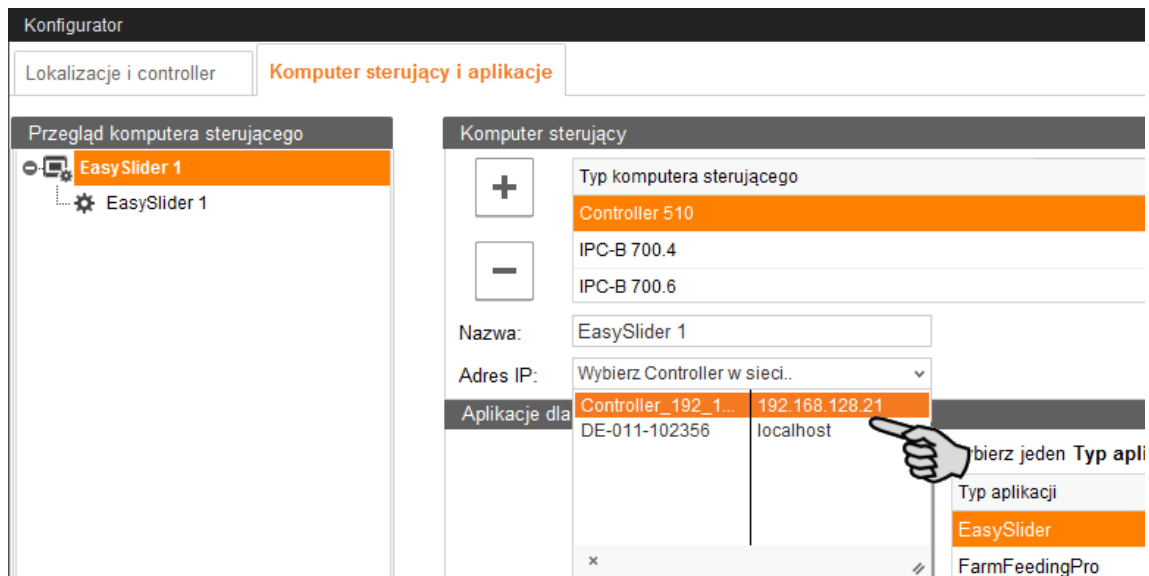 Konfigurator
Lokalizacje i controller
Komputer sterujący i aplikacje
Przegląd komputera sterującego
EasySlider 1
EasySlider 1
Komputer sterujący
Typ komputera sterującego
Controller 510
IPC-B 700.4
IPC-B 700.6
Nazwa: EasySlider 1
Adres IP: Wybierz Controller w sieci..
Controller_192_1... 192.168.128.21
DE-011-102356 localhost
Aplikacje dla
jeden Typ
Typ aplikacji
EasySlider
FarmFeedingPro